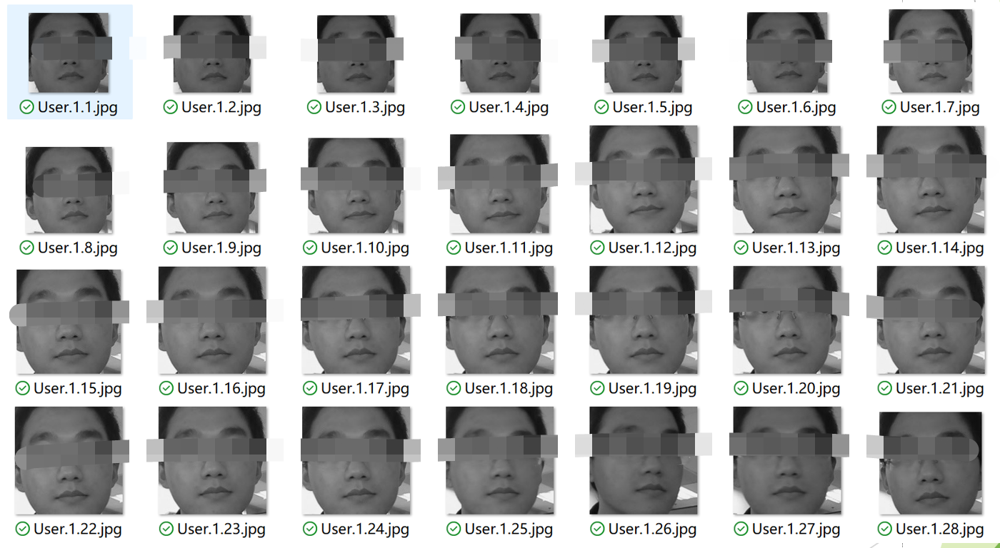 User.1.1.jpg User.1.2.jpg User.1.3.jpg User.1.4.jpg User.1.5.jpg User.1.6.jpg User.1.7.jpg
User.1.8.jpg User.1.9.jpg User.1.10.jpg User.1.11.jpg User.1.12.jpg User.1.13.jpg User.1.14.jpg
User.1.15.jpg User.1.16.jpg User.1.17.jpg User.1.18.jpg User.1.19.jpg User.1.20.jpg User.1.21.jpg
User.1.22.jpg User.1.23.jpg User.1.24.jpg User.1.25.jpg User.1.26.jpg User.1.27.jpg User.1.28.jpg